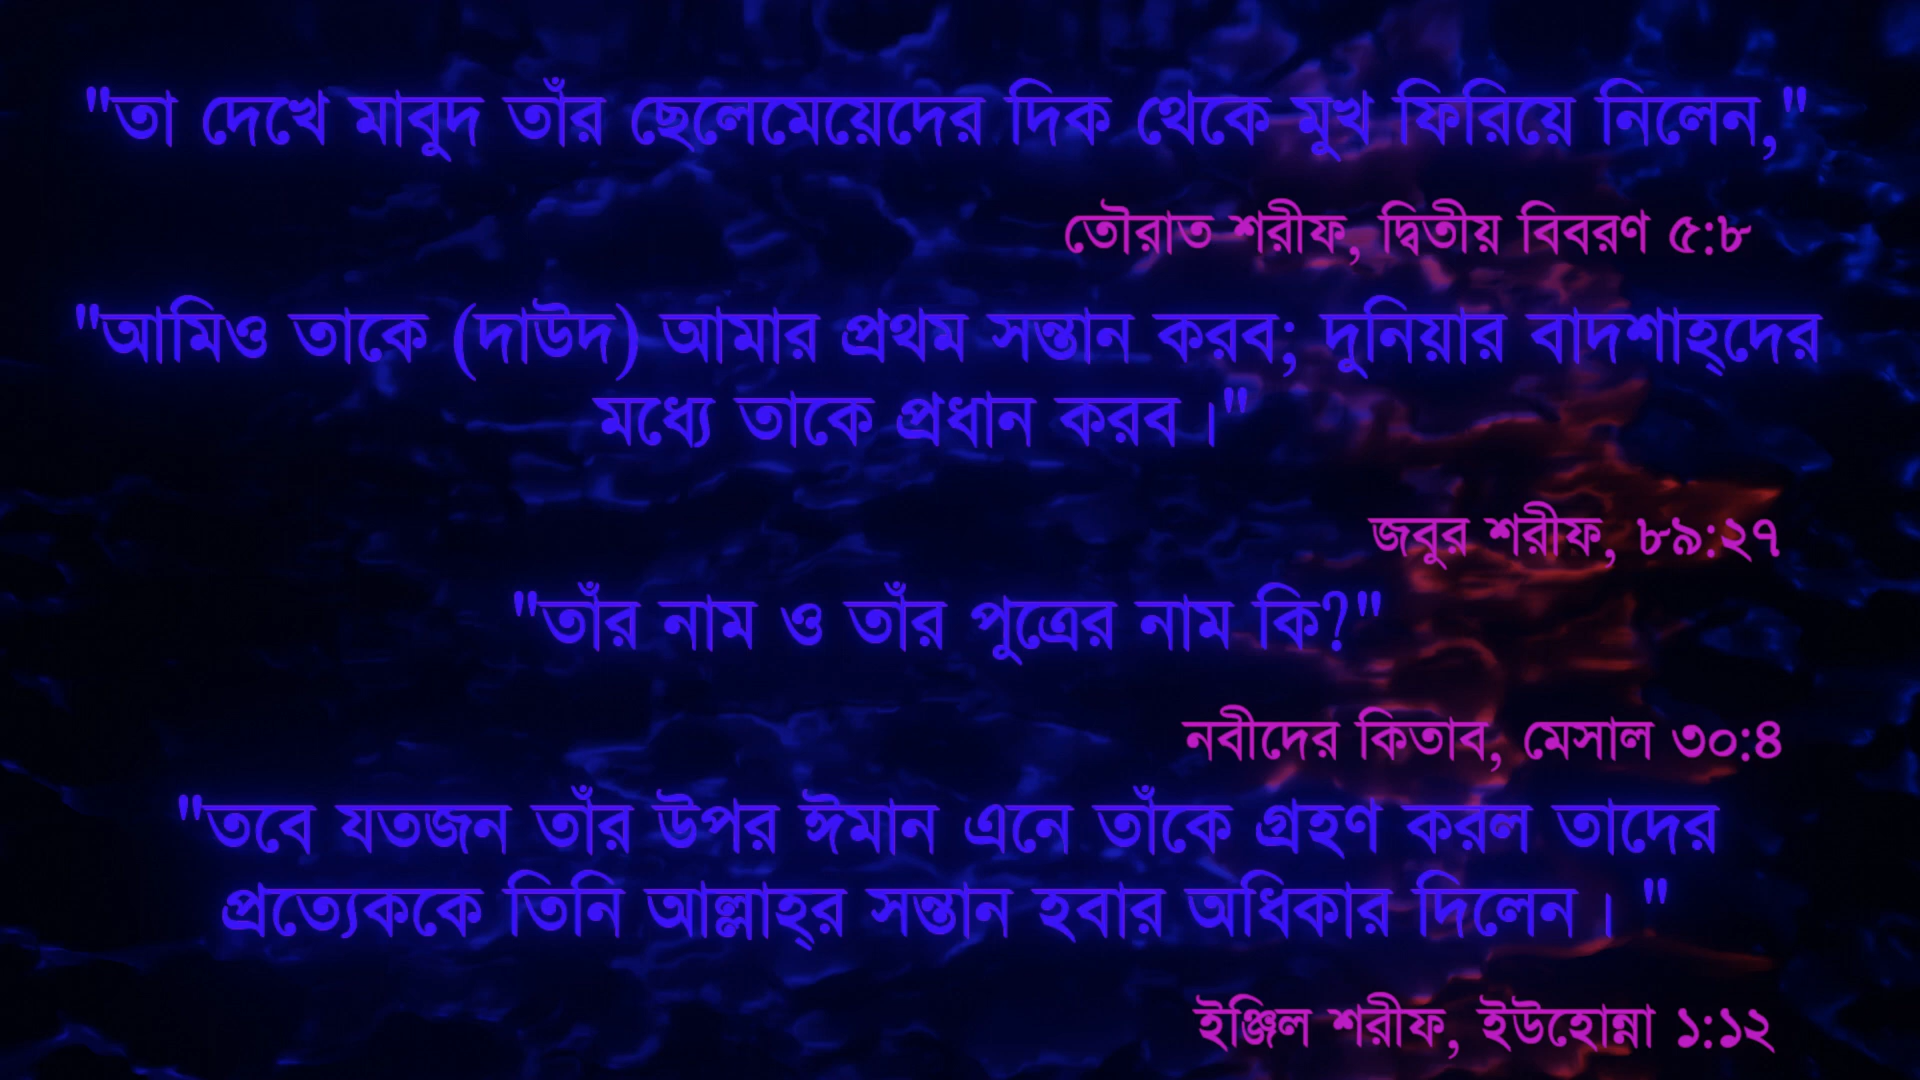 "তা দেখে মাবুদ তাঁর ছেলেমেয়েদের দিক থেকে মুখ ফিরিয়ে নিলেন,"
তৌরাত শরীফ, দ্বিতীয় বিবরণ ৫:৮
"আমিও তাকে (দাউদ) আমার প্রথম সন্তান করব; দুনিয়ার বাদশাহ্‌দের
মধ্যে তাকে প্রধান করব।"
জবুর শরীফ, ৮৯:২৭
"তাঁর নাম ও তাঁর পুত্রের নাম কি?"
নবীদের কিতাব, মেসাল ৩০:৪
"তবে যতজন তাঁর উপর ঈমান এনে তাঁকে গ্রহণ করল তাদের
প্রত্যেককে তিনি আল্লাহ্‌র সন্তান হবার অধিকার দিলেন। "
ইঞ্জিল শরীফ, ইউহোন্না ১:১২